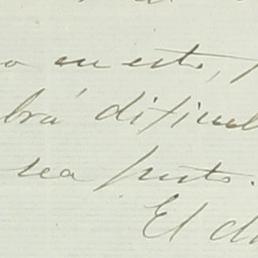 o en esto,
brá dificul
sea justo.
El d